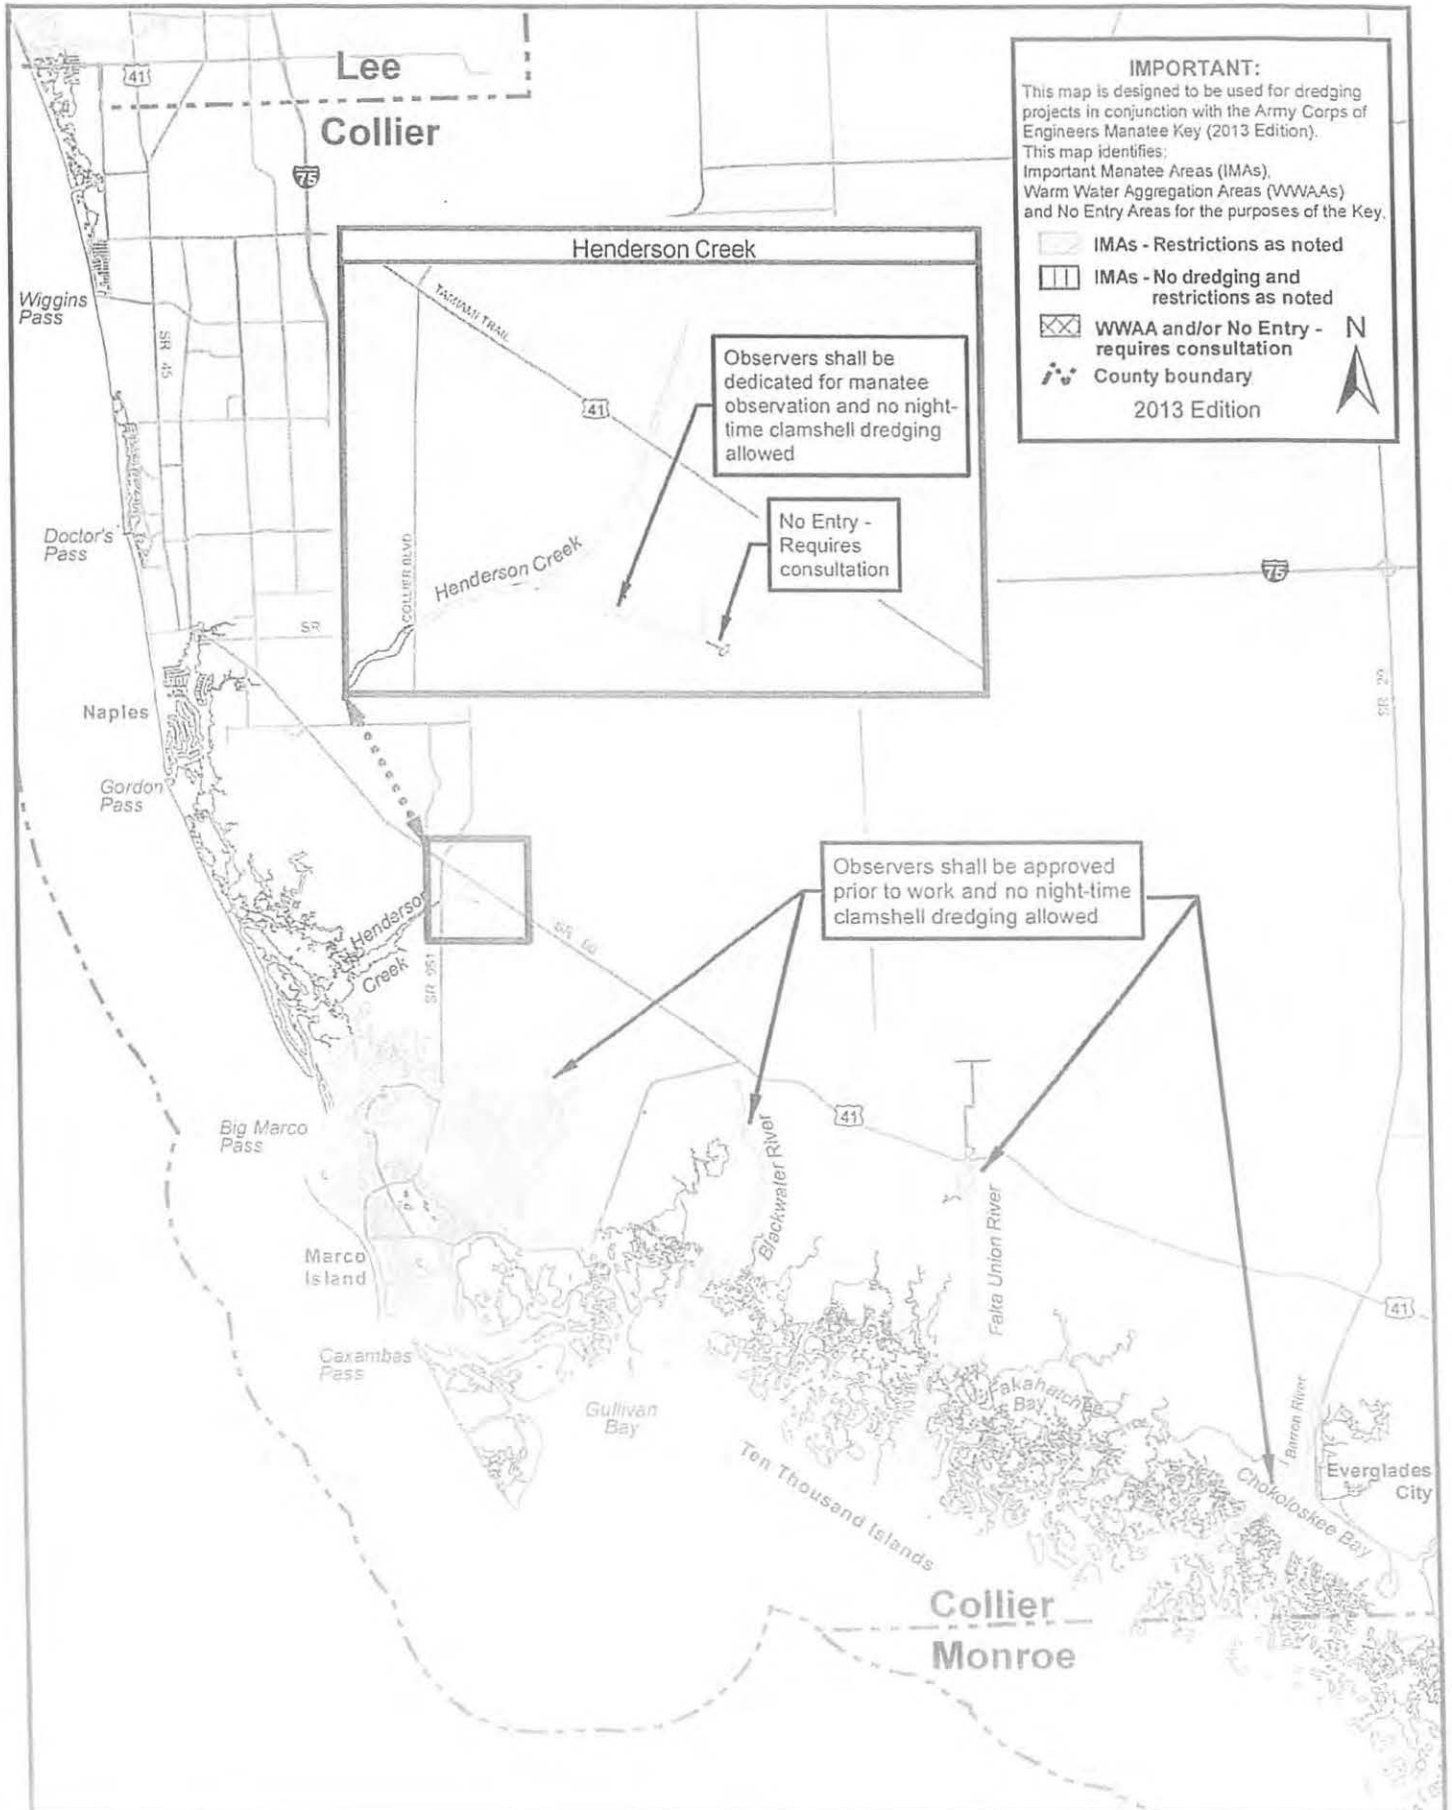 Lee
Collier
41
75
IMPORTANT:
This map is designed to be used for dredging
projects in conjunction with the Army Corps of
Engineers Manatee Key (2013 Edition).
This map identifies:
Important Manatee Areas (IMAs),
Warm Water Aggregation Areas (WWAAs)
and No Entry Areas for the purposes of the Key.
IMAs - Restrictions as noted
IMAs - No dredging and
restrictions as noted
WWAA and/or No Entry -
requires consultation
County boundary
N
2013 Edition
Henderson Creek
TAMIAMI TRAIL
41
Observers shall be
dedicated for manatee
observation and no night-
time clamshell dredging
allowed
No Entry -
Requires
consultation
COLLIER BLVD
Henderson Creek
Wiggins
Pass
SR 45
Doctor's
Pass
SR
75
SR 29
Naples
Gordon
Pass
Observers shall be approved
prior to work and no night-time
clamshell dredging allowed
Henderson
Creek
SR 951
SR 90
Big Marco
Pass
41
Blackwater River
Faka Union River
Marco
Island
41
Caxambas
Pass
Gullivan
Bay
Fakahatchee
Bay
Barron River
Ten Thousand Islands
Chokoloskee Bay
Everglades
City
Collier
Monroe